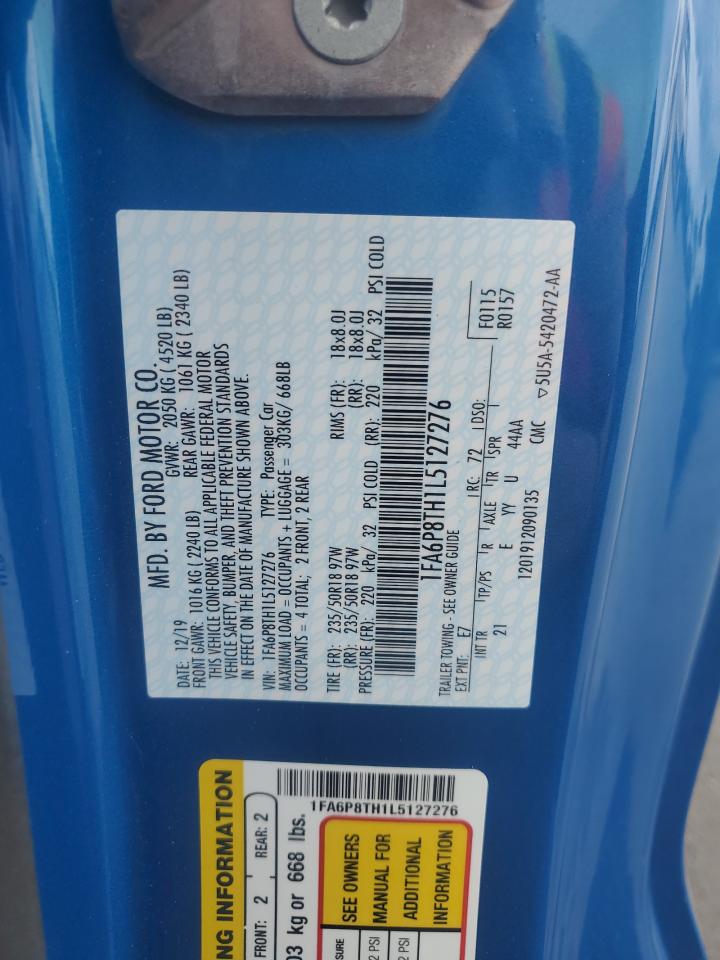 MFD. BY FORD MOTOR CO.
DATE: 12/19 GVWR: 2050 KG ( 4520 LB)
FRONT GAWR: 1016 KG ( 2240 LB) REAR GAWR: 1061 KG ( 2340 LB)
THIS VEHICLE CONFORMS TO ALL APPLICABLE FEDERAL MOTOR
VEHICLE SAFETY, BUMPER, AND THEFT PREVENTION STANDARDS
IN EFFECT ON THE DATE OF MANUFACTURE SHOWN ABOVE.
VIN: 1FA6P8TH1L5127276 TYPE: Passenger Car
MAXIMUM LOAD = OCCUPANTS + LUGGAGE = 303KG/ 668LB
OCCUPANTS = 4 TOTAL; 2 FRONT, 2 REAR
TIRE (FR): 235/50R18 97W RIMS (FR): 18x8.0J
(RR): 235/50R18 97W (RR): 18x8.0J
PRESSURE (FR): 220 kPa/ 32 PSI COLD (RR): 220 kPa/ 32 PSI COLD
1FA6P8TH1L5127276
TRAILER TOWING - SEE OWNER GUIDE
EXT PNT: E7 RC: 72 DSO: F0115
R0157
INT TR TP/PS R AXLE TR SPR
21 E YY U 44AA
1201912090135 CMC ▽5U5A-5420472-AA
NG INFORMATION
FRONT: 2 REAR: 2
03 kg or 668 lbs.
1FA6P8TH1L5127276
SEE OWNERS
MANUAL FOR
ADDITIONAL
INFORMATION
SURE
2 PSI
2 PSI